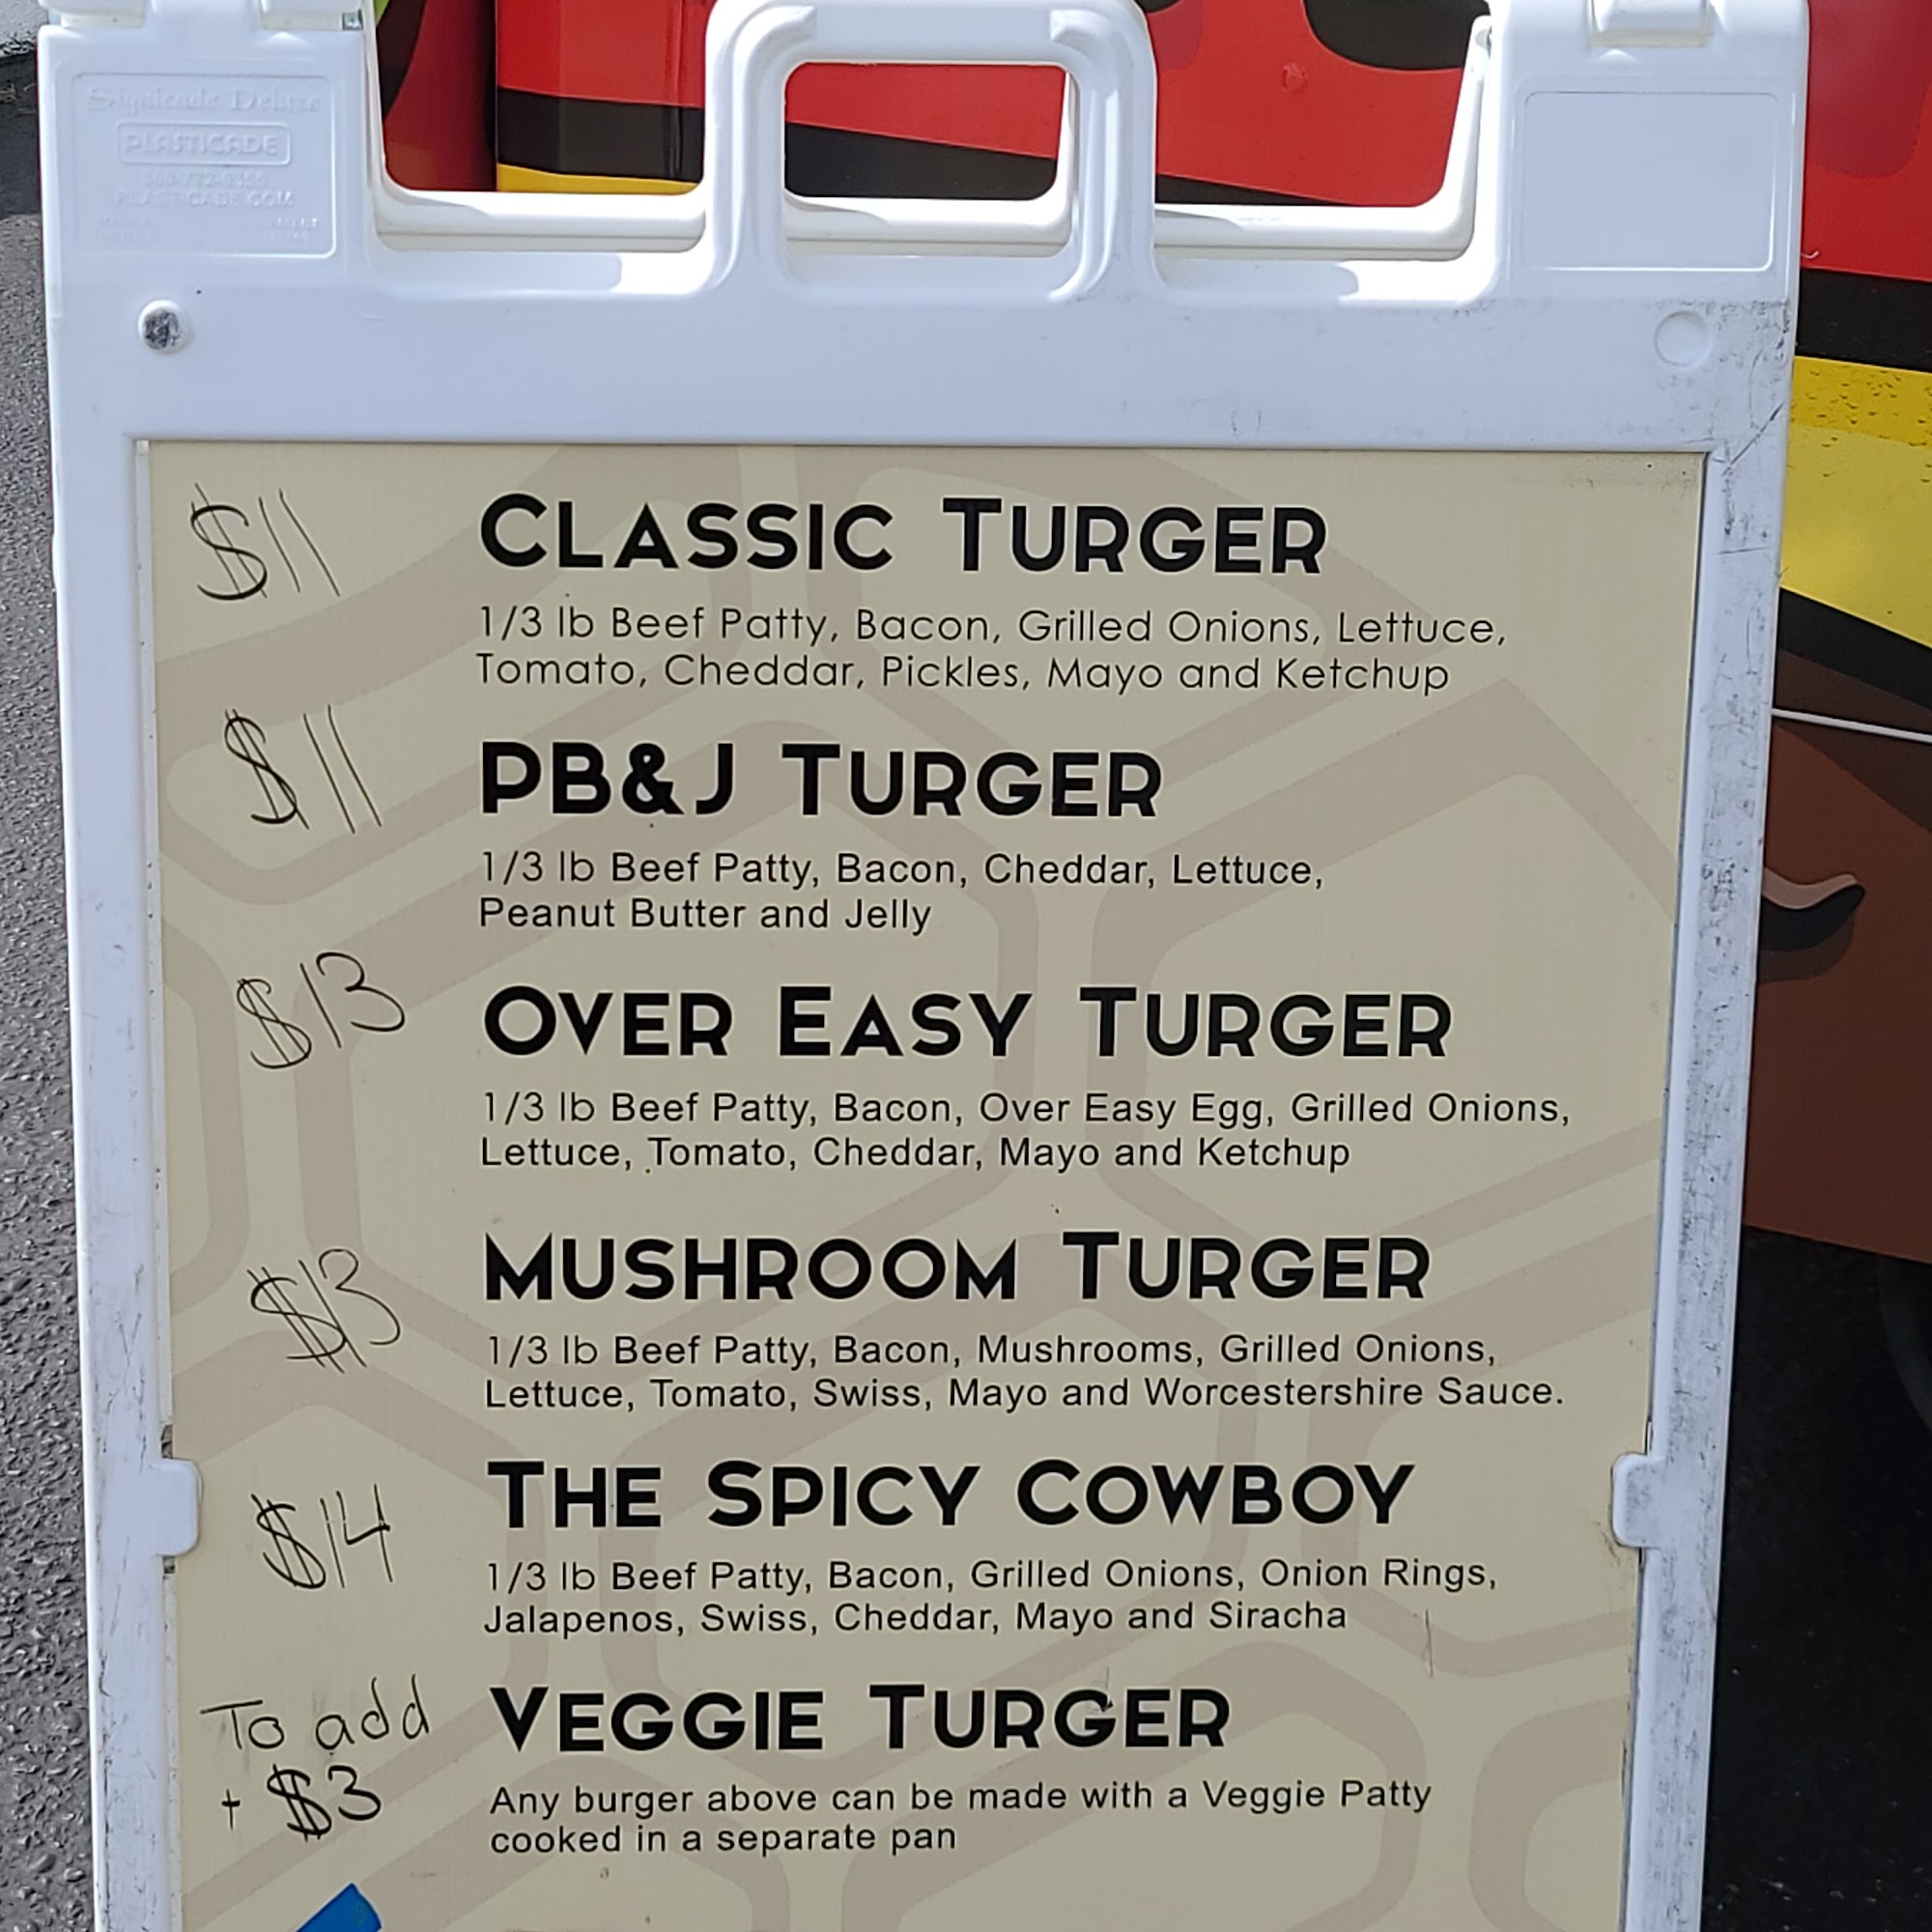 Signicade Deluxe
PLASTICADE
PLASTICADE.COM
$11 CLASSIC TURGER
1/3 lb Beef Patty, Bacon, Grilled Onions, Lettuce,
Tomato, Cheddar, Pickles, Mayo and Ketchup
$11 PB&J TURGER
1/3 lb Beef Patty, Bacon, Cheddar, Lettuce,
Peanut Butter and Jelly
$13 OVER EASY TURGER
1/3 lb Beef Patty, Bacon, Over Easy Egg, Grilled Onions,
Lettuce, Tomato, Cheddar, Mayo and Ketchup
$13 MUSHROOM TURGER
1/3 lb Beef Patty, Bacon, Mushrooms, Grilled Onions,
Lettuce, Tomato, Swiss, Mayo and Worcestershire Sauce.
$14 THE SPICY COWBOY
1/3 lb Beef Patty, Bacon, Grilled Onions, Onion Rings,
Jalapenos, Swiss, Cheddar, Mayo and Siracha
To add VEGGIE TURGER
+ $3 Any burger above can be made with a Veggie Patty
cooked in a separate pan